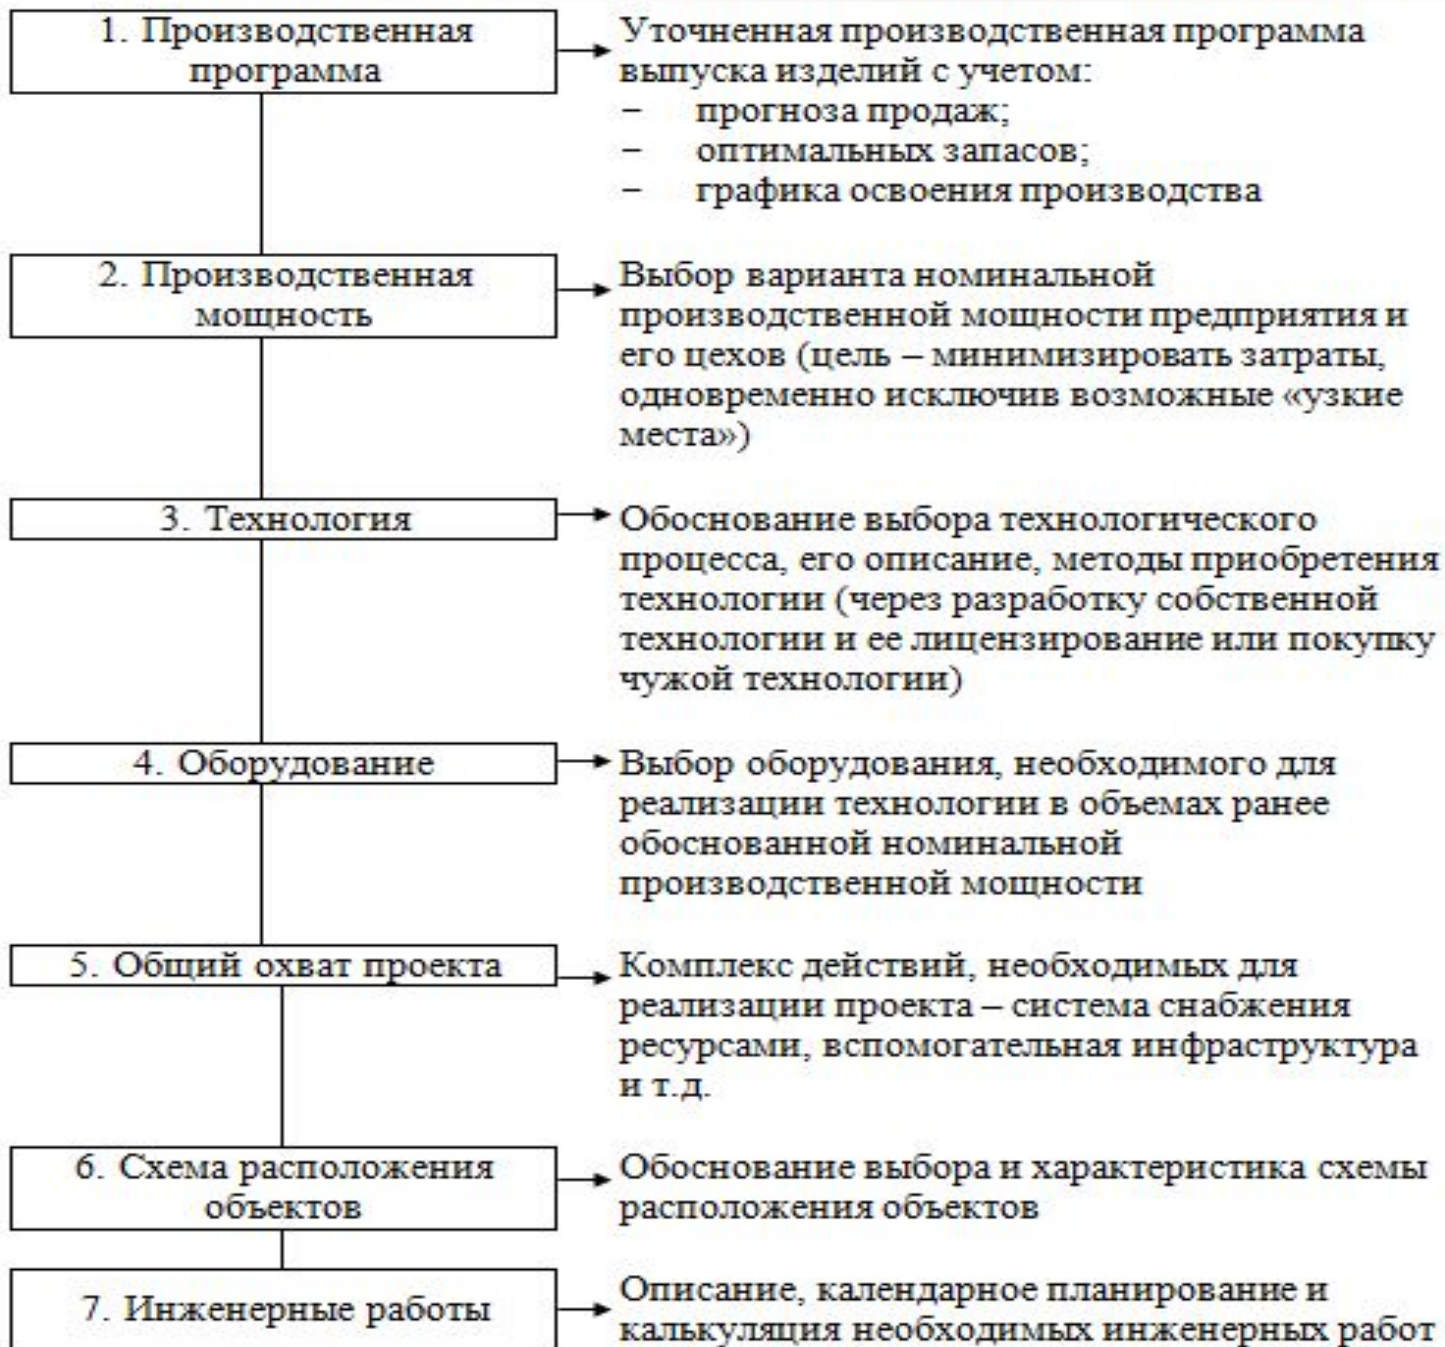 1. Производственная
программа
Уточненная производственная программа
выпуска изделий с учетом:
– прогноза продаж;
– оптимальных запасов;
– графика освоения производства
2. Производственная
мощность
Выбор варианта номинальной
производственной мощности предприятия и
его цехов (цель – минимизировать затраты,
одновременно исключив возможные «узкие
места»)
3. Технология
Обоснование выбора технологического
процесса, его описание, методы приобретения
технологии (через разработку собственной
технологии и ее лицензирование или покупку
чужой технологии)
4. Оборудование
Выбор оборудования, необходимого для
реализации технологии в объемах ранее
обоснованной номинальной
производственной мощности
5. Общий охват проекта
Комплекс действий, необходимых для
реализации проекта – система снабжения
ресурсами, вспомогательная инфраструктура
и т.д.
6. Схема расположения
объектов
Обоснование выбора и характеристика схемы
расположения объектов
7. Инженерные работы
Описание, календарное планирование и
калькуляция необходимых инженерных работ